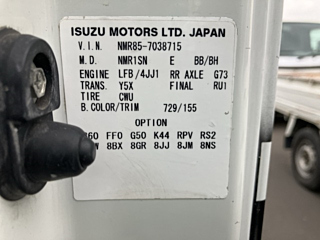 ISUZU MOTORS LTD. JAPAN
V.I.N. NMR85-7038715
M.D. NMR1SN E BB/BH
ENGINE LFB/4JJ1 RR AXLE G73
TRANS. Y5X FINAL RU1
TIRE CWU
B.COLOR/TRIM 729/155
OPTION
FF0 G50 K44 RPV RS2
8BX 8GR 8JJ 8JM 8NS